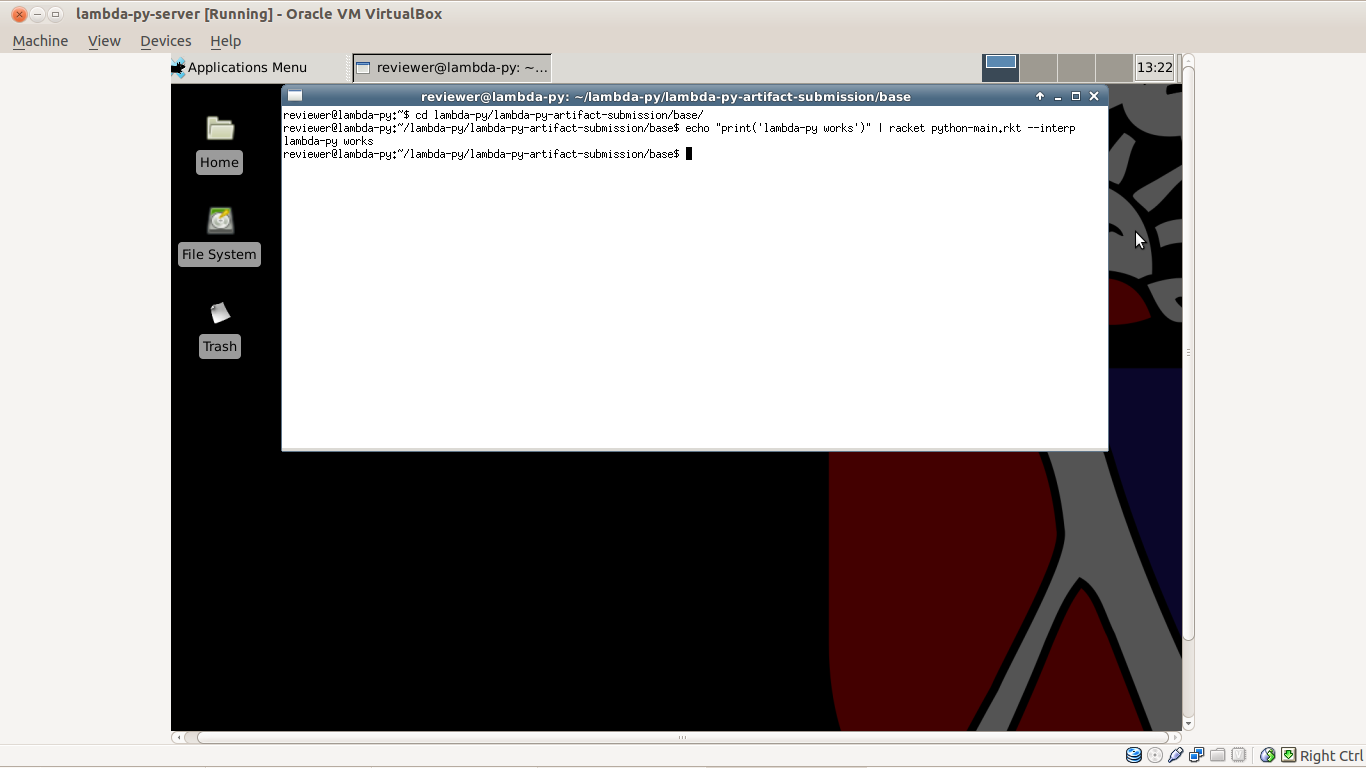 lambda-py-server [Running] - Oracle VM VirtualBox
Machine View Devices Help
Applications Menu reviewer@lambda-py: ~... 13:22
reviewer@lambda-py: ~/lambda-py/lambda-py-artifact-submission/base
reviewer@lambda-py:~$ cd lambda-py/lambda-py-artifact-submission/base/
reviewer@lambda-py:~/lambda-py/lambda-py-artifact-submission/base$ echo "print('lambda-py works')" | racket python-main.rkt --interp
lambda-py works
reviewer@lambda-py:~/lambda-py/lambda-py-artifact-submission/base$
Home
File System
Trash
Right Ctrl